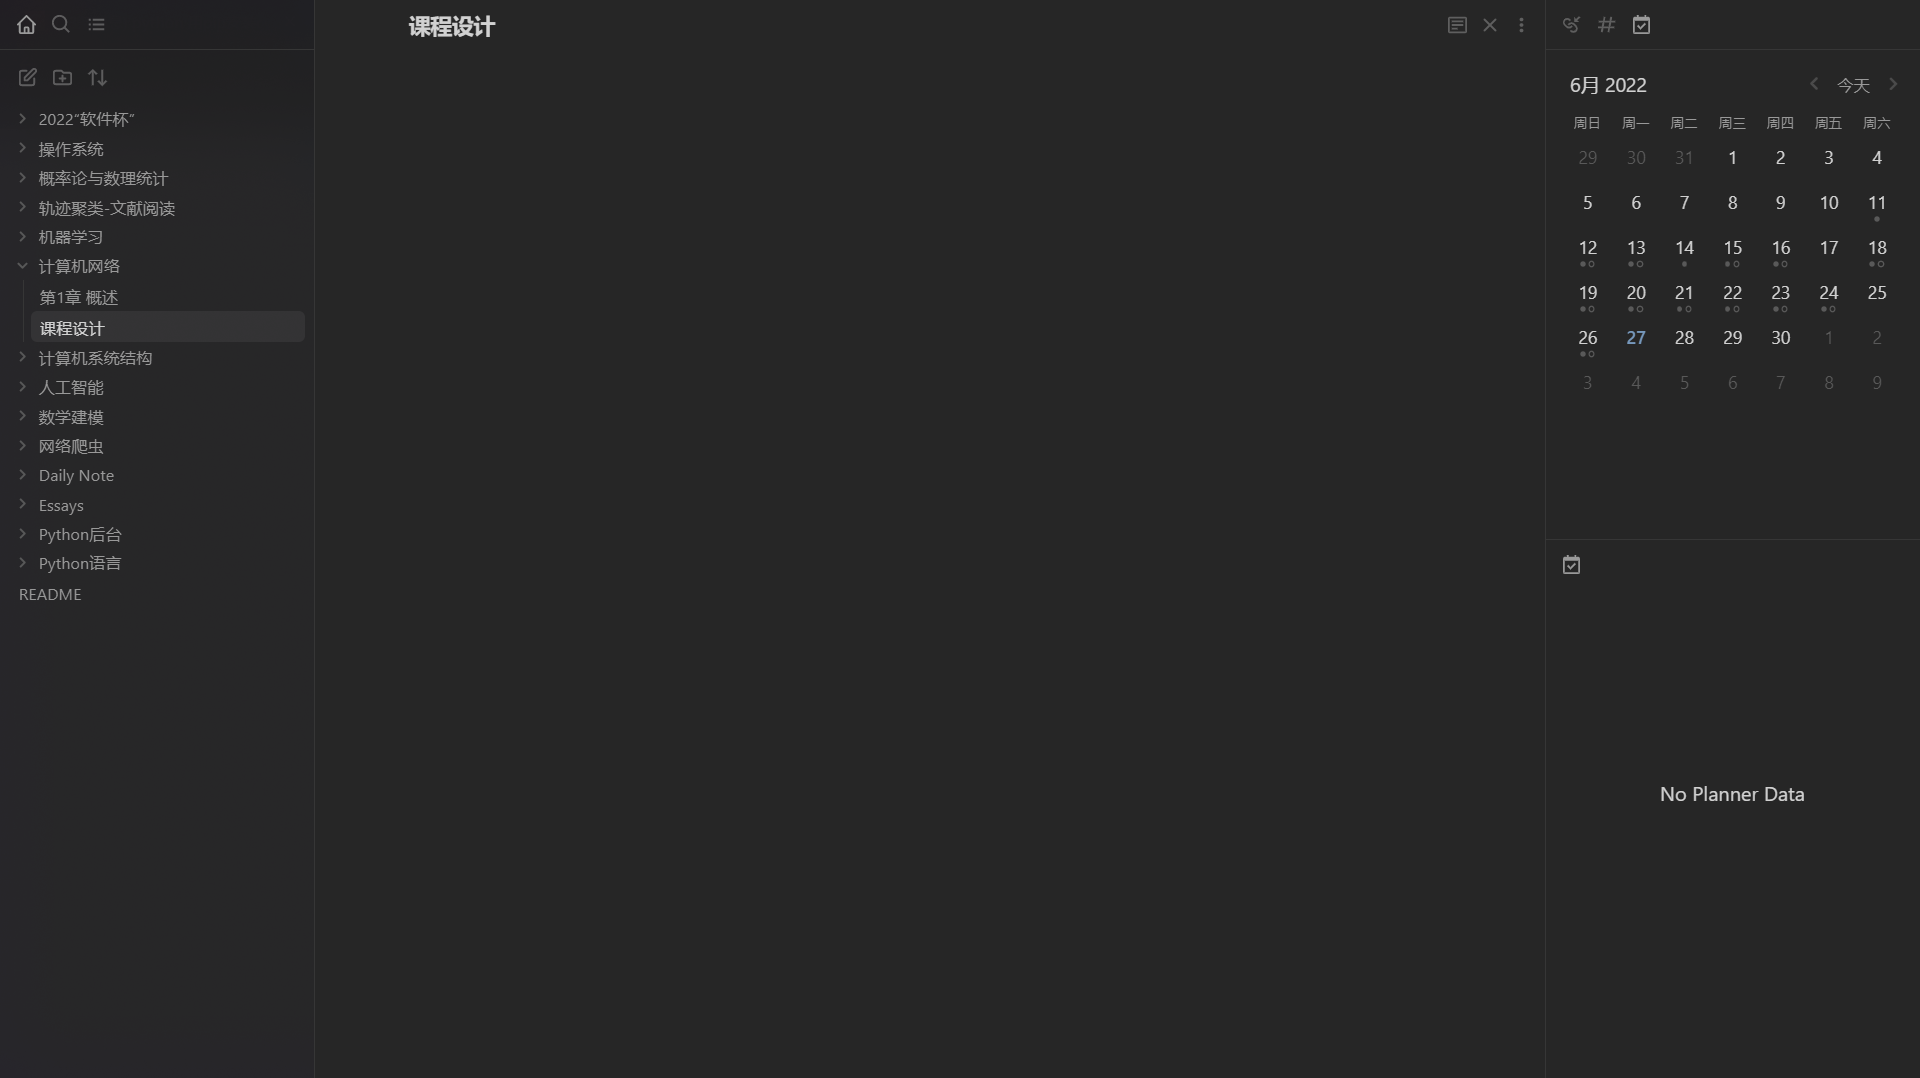 2022“软件杯”
操作系统
概率论与数理统计
轨迹聚类-文献阅读
机器学习
计算机网络
第1章 概述
课程设计
计算机系统结构
人工智能
数学建模
网络爬虫
Daily Note
Essays
Python后台
Python语言
README
课程设计
6月 2022
今天
周日 周一 周二 周三 周四 周五 周六
29 30 31 1 2 3 4
5 6 7 8 9 10 11
12 13 14 15 16 17 18
19 20 21 22 23 24 25
26 27 28 29 30 1 2
3 4 5 6 7 8 9
No Planner Data